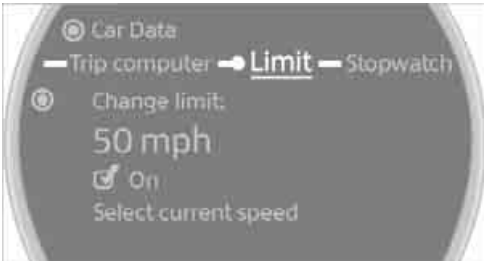 Car Data
Trip computer Limit Stopwatch
Change limit:
50 mph
On
Select current speed